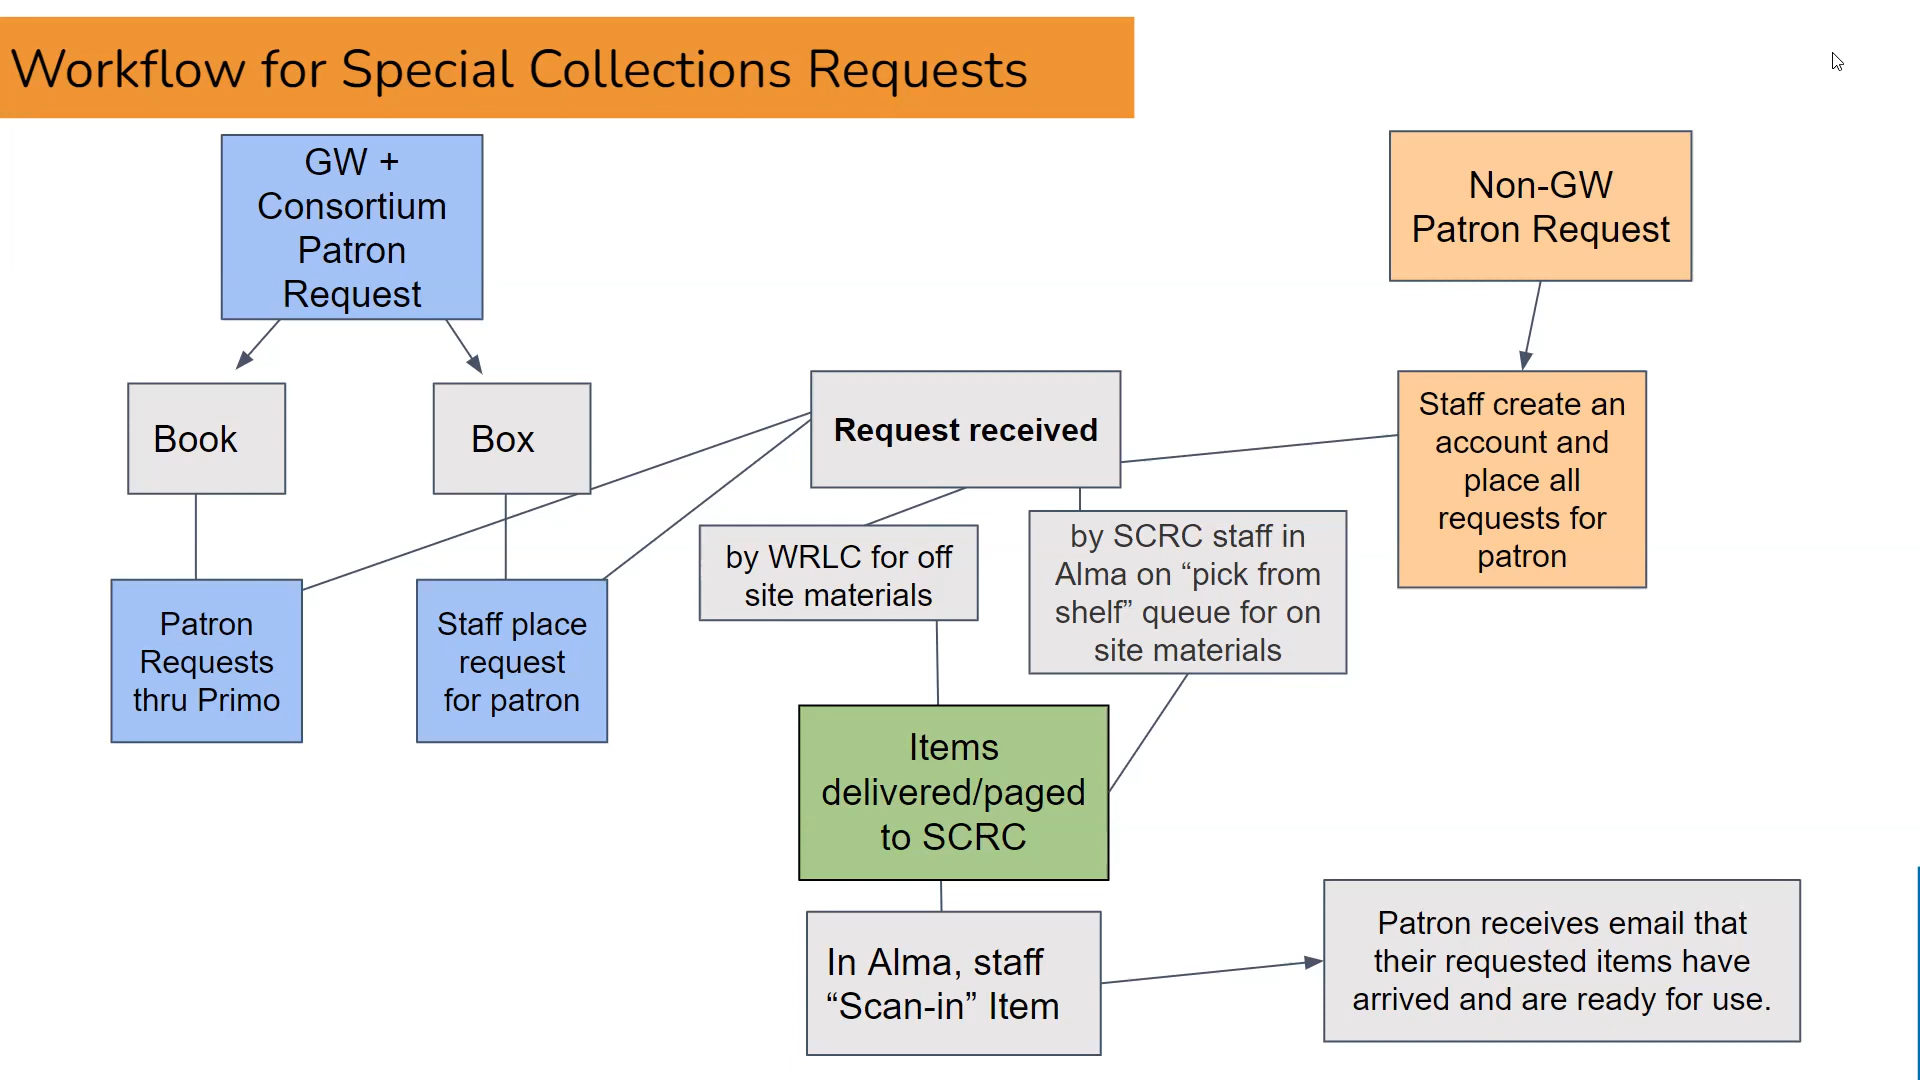 Workflow for Special Collections Requests
GW +
Consortium
Patron
Request
Non-GW
Patron Request
Book
Box
Request received
Staff create an
account and
place all
requests for
patron
by WRLC for off
site materials
by SCRC staff in
Alma on “pick from
shelf” queue for on
site materials
Patron
Requests
thru Primo
Staff place
request
for patron
Items
delivered/paged
to SCRC
In Alma, staff
“Scan-in” Item
Patron receives email that
their requested items have
arrived and are ready for use.